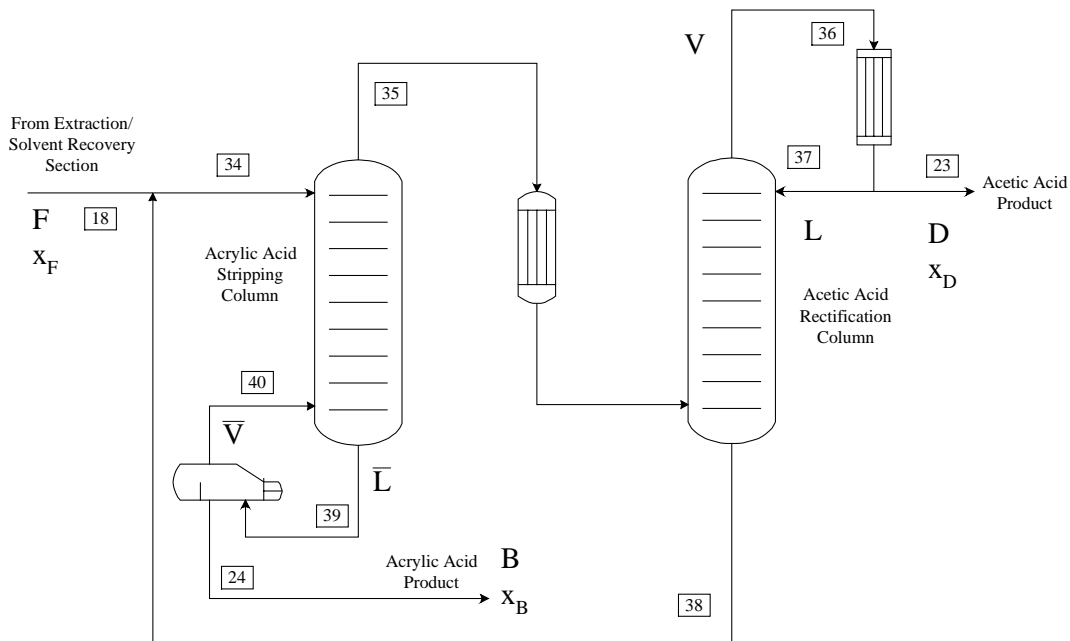 36
V
35
From Extraction/
Solvent Recovery
Section
34
37
23
Acetic Acid
Product
18
F
x_F
L
D
x_D
Acrylic Acid
Stripping
Column
Acetic Acid
Rectification
Column
40
V̅
L̅
39
24
Acrylic Acid
Product
B
x_B
38